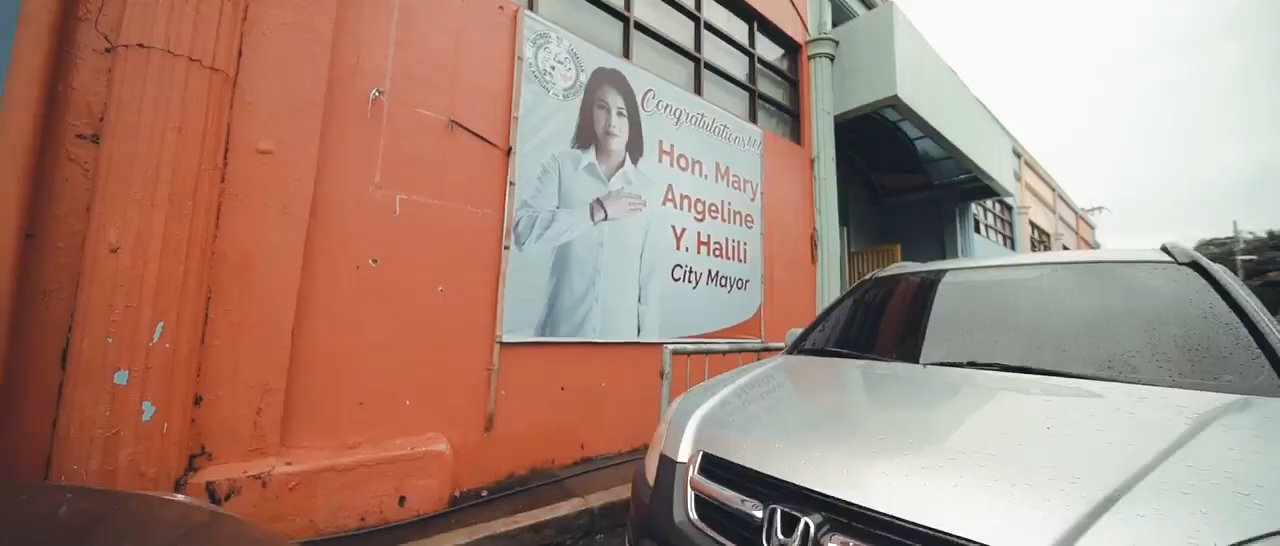 Congratulations!!!
Hon. Mary
Angeline
Y. Halili
City Mayor